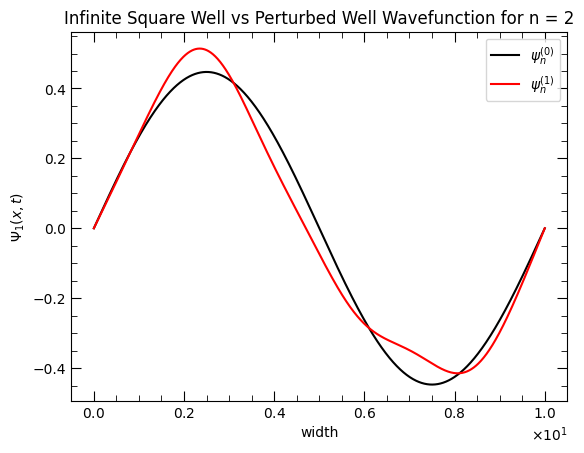 Infinite Square Well vs Perturbed Well Wavefunction for n = 2
ψₙ⁽⁰⁾
ψₙ⁽¹⁾
Ψ₁(x, t)
0.4
0.2
0.0
−0.2
−0.4
0.0 0.2 0.4 0.6 0.8 1.0
×10¹
width